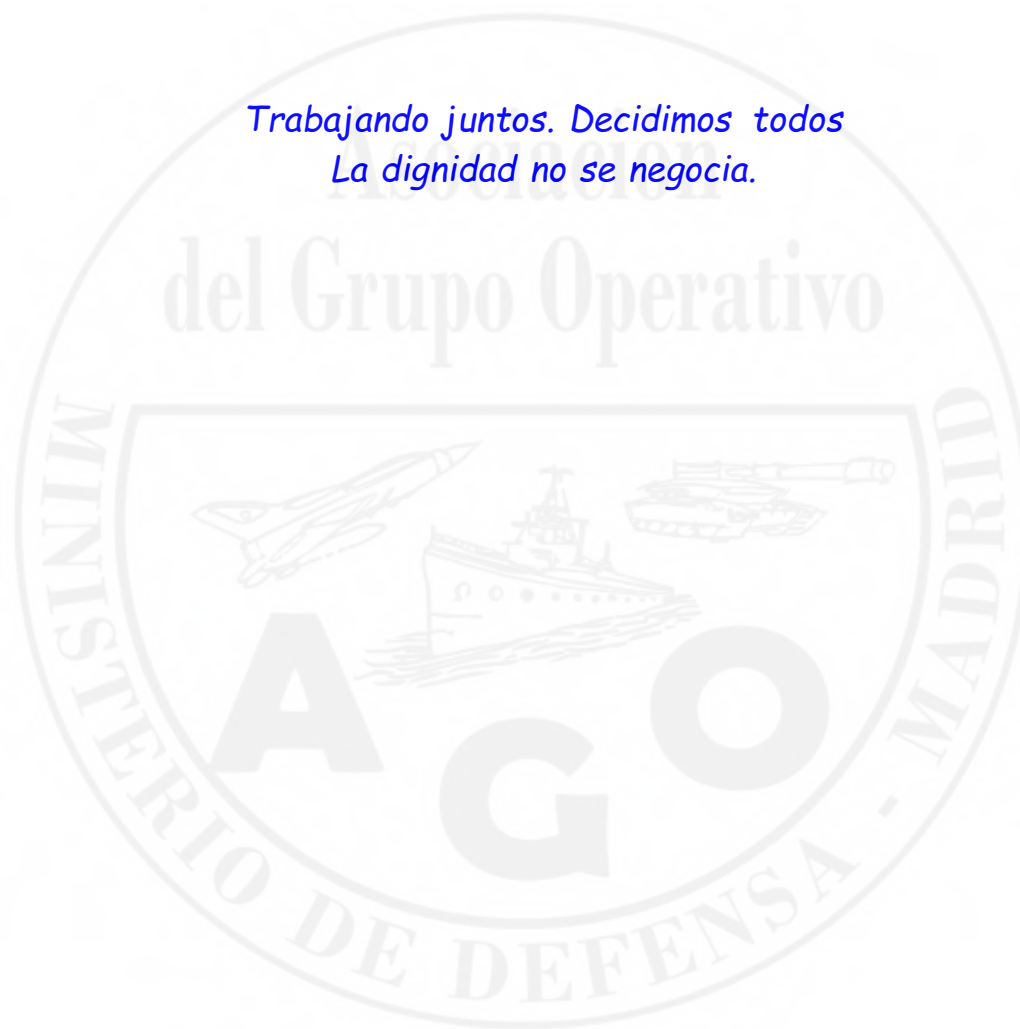 Trabajando juntos. Decidimos todos
La dignidad no se negocia.
Asociación
del Grupo Operativo
MINISTERIO DE DEFENSA - MADRID
AGO